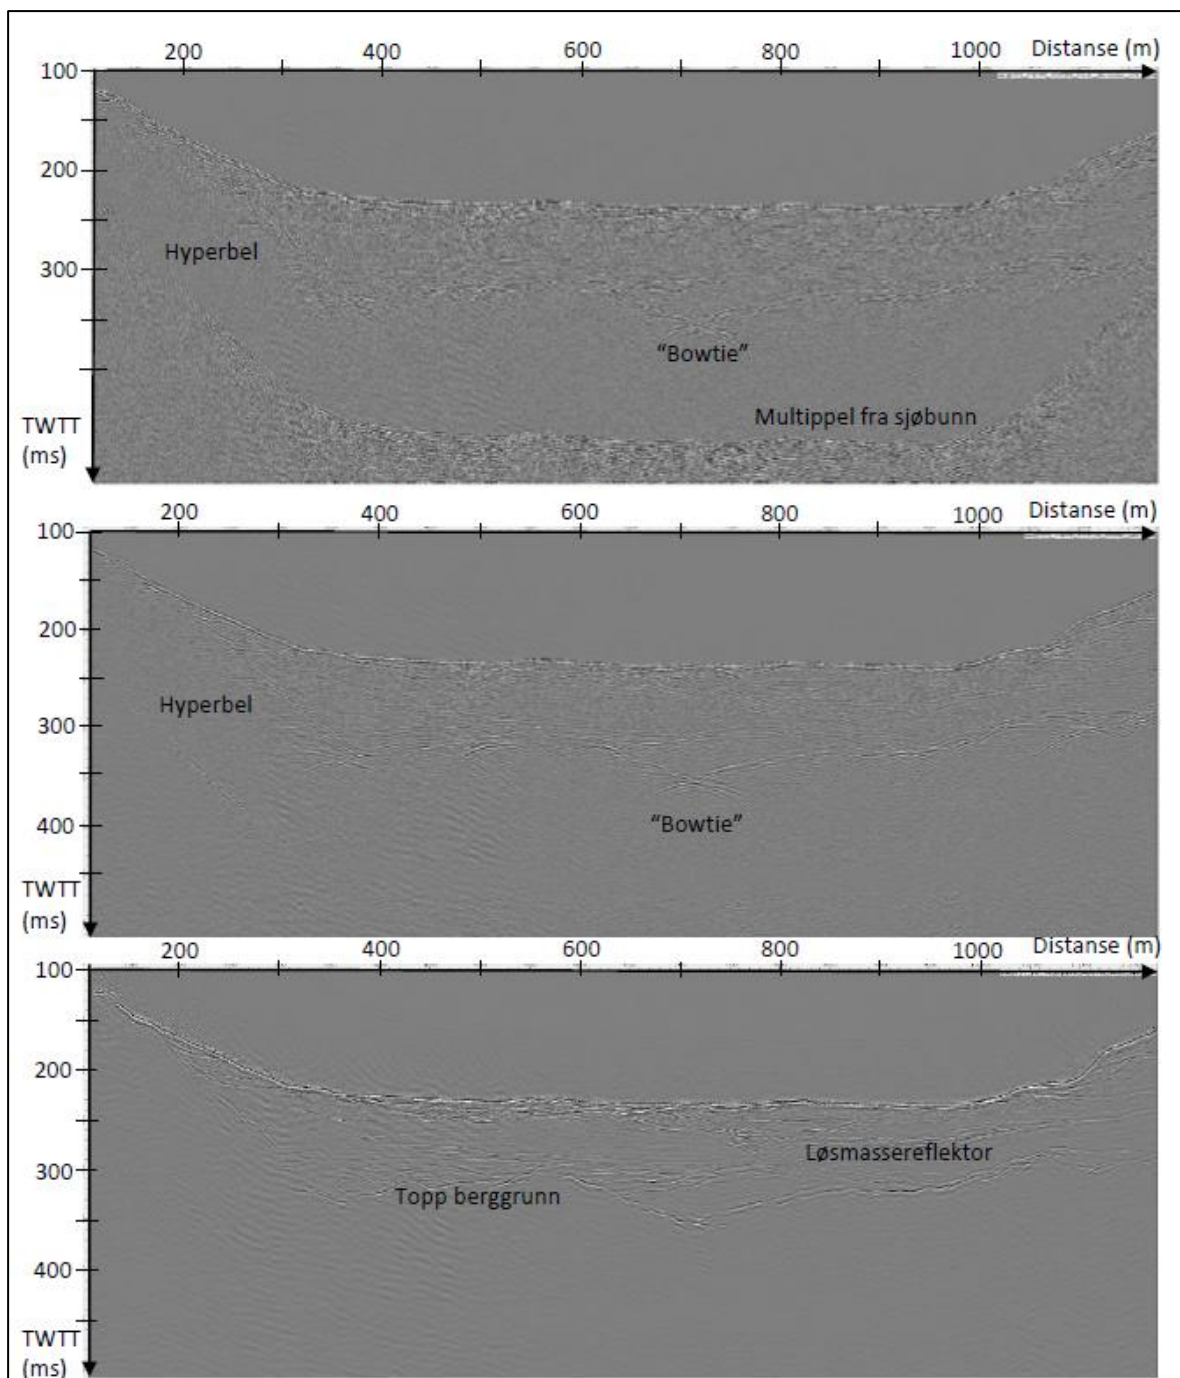 200 400 600 800 1000 Distanse (m)
100
200
Hyperbel
300
"Bowtie"
Multippel fra sjøbunn
TWTT
(ms)
200 400 600 800 1000 Distanse (m)
100
200
Hyperbel
300
400
"Bowtie"
TWTT
(ms)
200 400 600 800 1000 Distanse (m)
100
200
Løsmassereflektor
300
Topp berggrunn
400
TWTT
(ms)